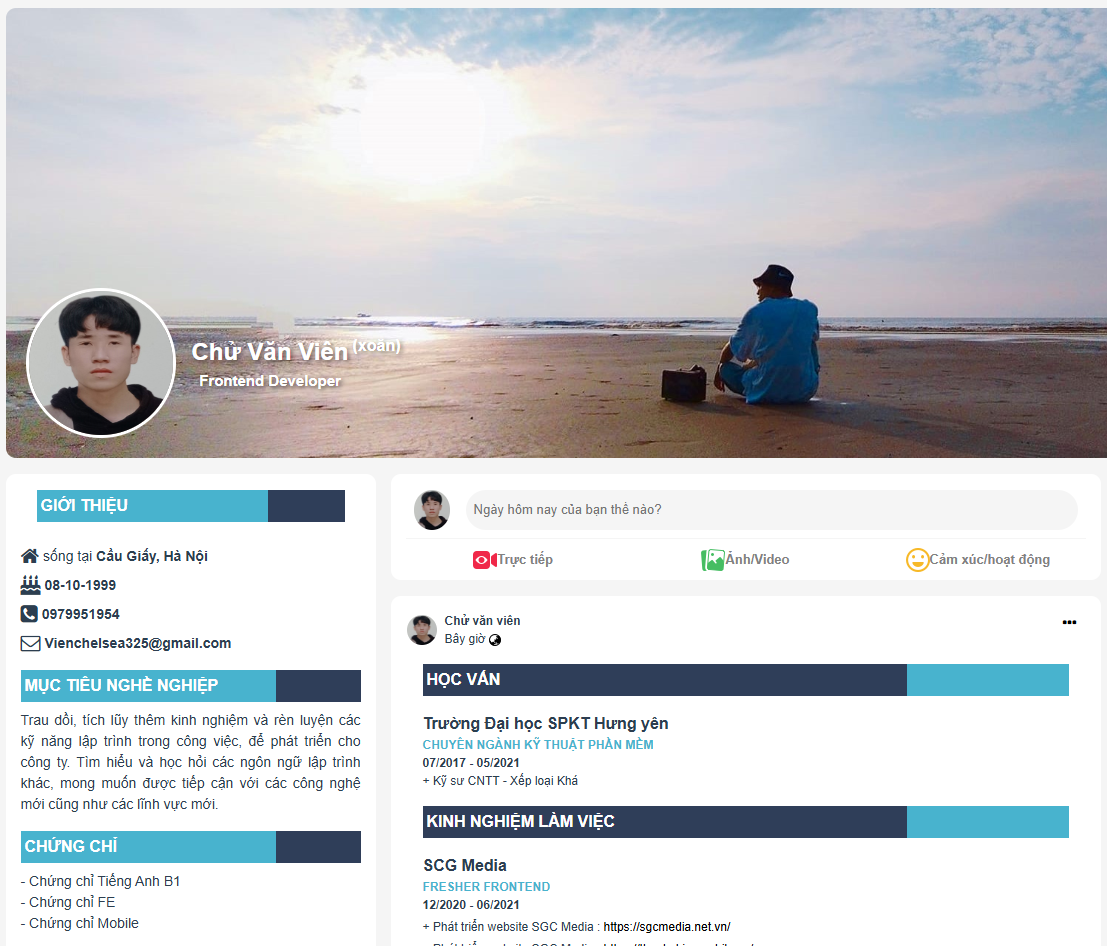 Chử Văn Viên (xoăn)
Frontend Developer
GIỚI THIỆU
sống tại Cầu Giấy, Hà Nội
08-10-1999
0979951954
Vienchelsea325@gmail.com
MỤC TIÊU NGHỀ NGHIỆP
Trau dồi, tích lũy thêm kinh nghiệm và rèn luyện các
kỹ năng lập trình trong công việc, để phát triển cho
công ty. Tìm hiểu và học hỏi các ngôn ngữ lập trình
khác, mong muốn được tiếp cận với các công nghệ
mới cũng như các lĩnh vực mới.
CHỨNG CHỈ
- Chứng chỉ Tiếng Anh B1
- Chứng chỉ FE
- Chứng chỉ Mobile
Ngày hôm nay của bạn thế nào?
Trực tiếp
Ảnh/Video
Cảm xúc/hoạt động
Chử văn viên
Bây giờ
HỌC VẤN
Trường Đại học SPKT Hưng yên
CHUYÊN NGÀNH KỸ THUẬT PHẦN MỀM
07/2017 - 05/2021
+ Kỹ sư CNTT - Xếp loại Khá
KINH NGHIỆM LÀM VIỆC
SCG Media
FRESHER FRONTEND
12/2020 - 06/2021
+ Phát triển website SGC Media : https://sgcmedia.net.vn/